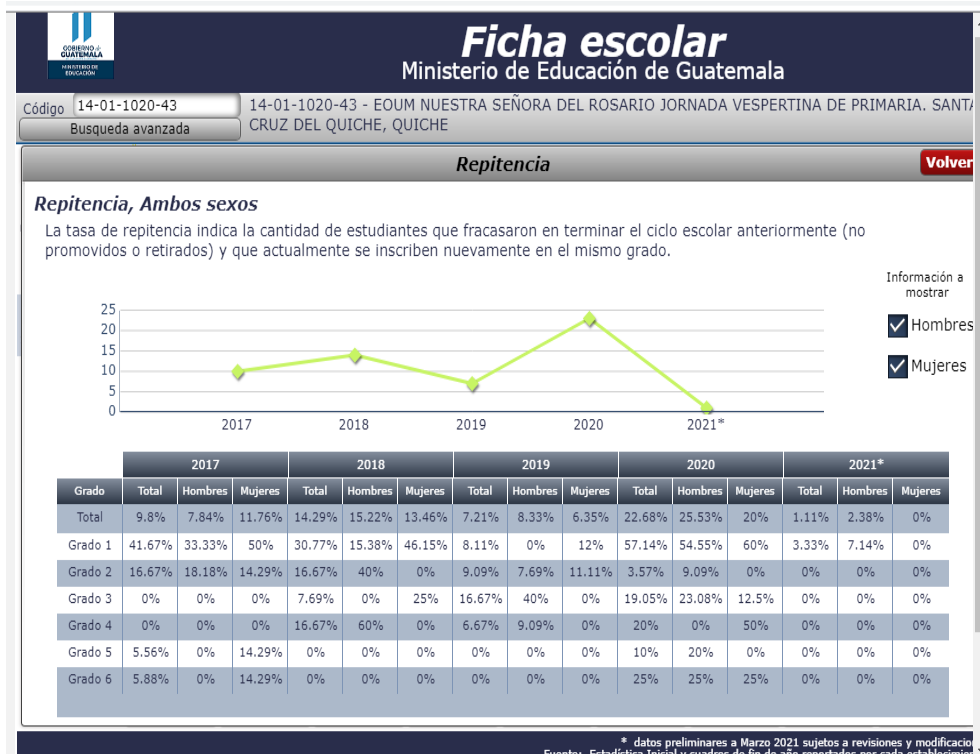 GOBIERNO de
GUATEMALA
MINISTERIO DE
EDUCACIÓN
Ficha escolar
Ministerio de Educación de Guatemala
Código 14-01-1020-43
Busqueda avanzada
14-01-1020-43 - EOUM NUESTRA SEÑORA DEL ROSARIO JORNADA VESPERTINA DE PRIMARIA. SANTA
CRUZ DEL QUICHE, QUICHE
Repitencia
Volver
Repitencia, Ambos sexos
La tasa de repitencia indica la cantidad de estudiantes que fracasaron en terminar el ciclo escolar anteriormente (no
promovidos o retirados) y que actualmente se inscriben nuevamente en el mismo grado.
Información a
mostrar
Hombres
Mujeres
25
20
15
10
5
0
2017 2018 2019 2020 2021*
2017 2018 2019 2020 2021*
Grado Total Hombres Mujeres Total Hombres Mujeres Total Hombres Mujeres Total Hombres Mujeres Total Hombres Mujeres
Total 9.8% 7.84% 11.76% 14.29% 15.22% 13.46% 7.21% 8.33% 6.35% 22.68% 25.53% 20% 1.11% 2.38% 0%
Grado 1 41.67% 33.33% 50% 30.77% 15.38% 46.15% 8.11% 0% 12% 57.14% 54.55% 60% 3.33% 7.14% 0%
Grado 2 16.67% 18.18% 14.29% 16.67% 40% 0% 9.09% 7.69% 11.11% 3.57% 9.09% 0% 0% 0% 0%
Grado 3 0% 0% 0% 7.69% 0% 25% 16.67% 40% 0% 19.05% 23.08% 12.5% 0% 0% 0%
Grado 4 0% 0% 0% 16.67% 60% 0% 6.67% 9.09% 0% 20% 0% 50% 0% 0% 0%
Grado 5 5.56% 0% 14.29% 0% 0% 0% 0% 0% 0% 10% 20% 0% 0% 0% 0%
Grado 6 5.88% 0% 14.29% 0% 0% 0% 0% 0% 0% 25% 25% 25% 0% 0% 0%
* datos preliminares a Marzo 2021 sujetos a revisiones y modificacio
Fuente: Estadística Inicial y cuadros de fin de año reportados por cada establecimie